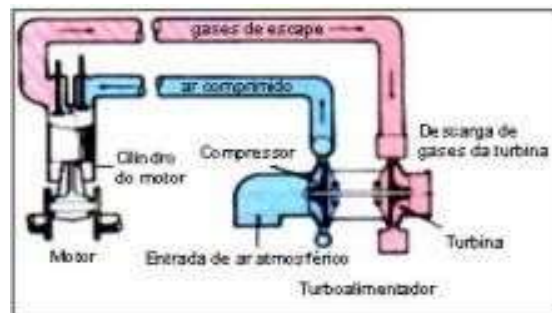 gases de escape
ar comprimido
Descarga de
gases da turbina
Compressor
Cilindro
do motor
Turbina
Motor
Entrada de ar atmosférico
Turboalimentador